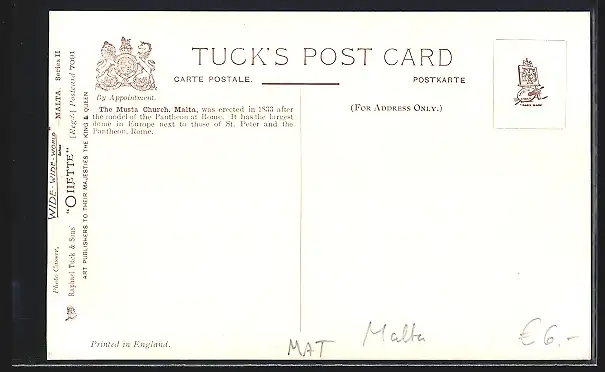 TUCK'S POST CARD
CARTE POSTALE.
POSTKARTE
By Appointment.
(FOR ADDRESS ONLY.)
The Musta Church, Malta, was erected in 1833 after
the model of the Pantheon at Rome. It has the largest
dome in Europe next to those of St. Peter and the
Pantheon, Rome.
TRADE MARK
"WIDE-WIDE-WORLD" MALTA Series II
Raphael Tuck & Sons' "OILETTE" [Regd.] Postcard 7001
ART PUBLISHERS TO THEIR MAJESTIES THE KING & QUEEN
Printed in England.
MAT
Malta
€6,-